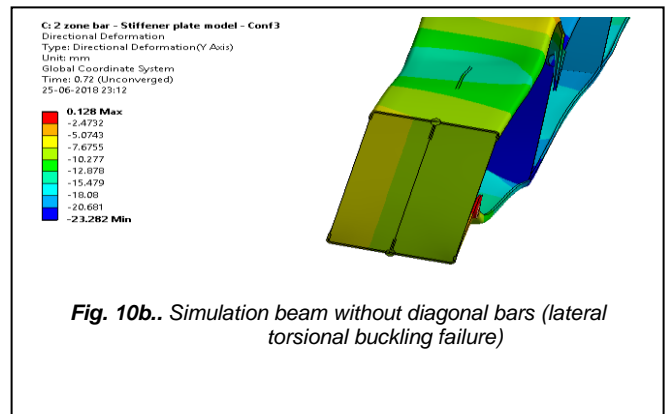 C: 2 zone bar - Stiffener plate model - Conf3
Directional Deformation
Type: Directional Deformation(Y Axis)
Unit: mm
Global Coordinate System
Time: 0.72 (Unconverged)
25-06-2018 23:12
0.128 Max
-2.4732
-5.0743
-7.6755
-10.277
-12.878
-15.479
-18.08
-20.681
-23.282 Min
Fig. 10b.. Simulation beam without diagonal bars (lateral
torsional buckling failure)